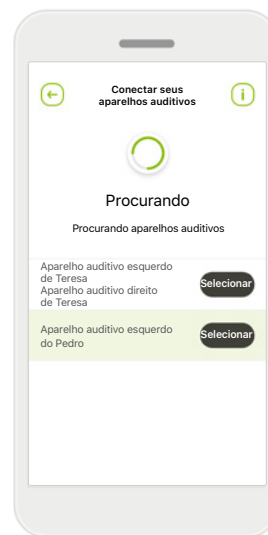 Conectar seus
aparelhos auditivos
i
Procurando
Procurando aparelhos auditivos
Aparelho auditivo esquerdo
de Teresa
Aparelho auditivo direito
de Teresa
Selecionar
Aparelho auditivo esquerdo
do Pedro
Selecionar